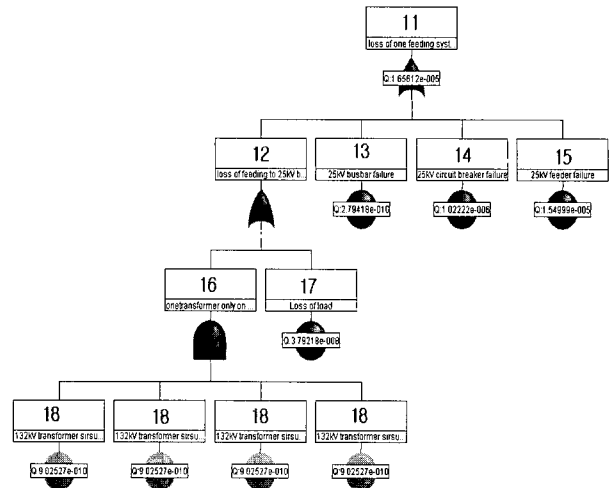 11
loss of one feeding syst..
Q:1.65612e-005
12
loss of feeding to 25kV b...
13
25kV busbar failure
Q:2.79418e-010
14
25kV circuit breaker failure
Q:1.02222e-006
15
25kV feeder failure
Q:1.54999e-005
16
onetransformer only on ...
17
Loss of load
Q:3.79218e-008
18
132kV transformer sirsu...
18
132kV transformer sirsu...
18
132kV transformer sirsu...
18
132kV transformer sirsu...
Q:9.02527e-010
Q:9.02527e-010
Q:9.02527e-010
Q:9.02527e-010